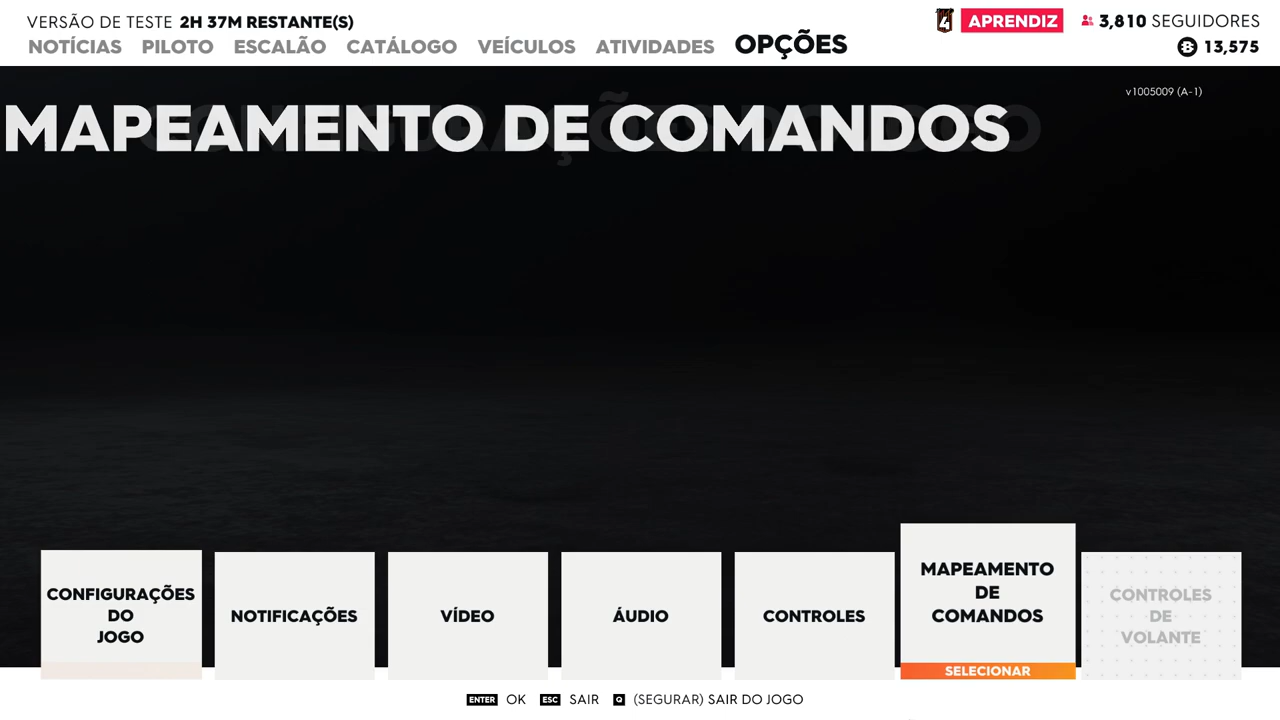 VERSÃO DE TESTE 2H 37M RESTANTE(S)
4 APRENDIZ 3,810 SEGUIDORES
NOTÍCIAS PILOTO ESCALÃO CATÁLOGO VEÍCULOS ATIVIDADES OPÇÕES
13,575
v1005009 (A-1)
MAPEAMENTO DE COMANDOS
CONFIGURAÇÕES
DO
JOGO
NOTIFICAÇÕES
VÍDEO
ÁUDIO
CONTROLES
MAPEAMENTO
DE
COMANDOS
SELECIONAR
CONTROLES
DE
VOLANTE
ENTER OK ESC SAIR Q (SEGURAR) SAIR DO JOGO